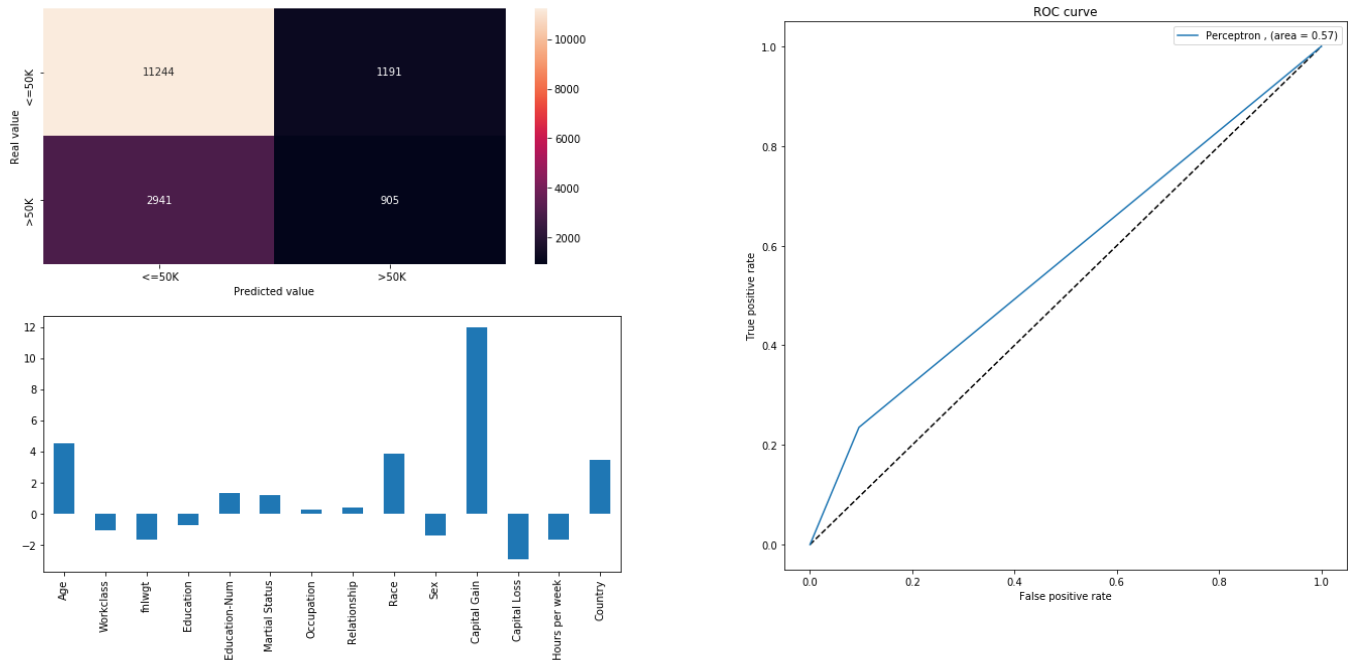 11244
1191
2941
905
<=50K
>50K
Real value
<=50K
>50K
Predicted value
10000
8000
6000
4000
2000
12
10
8
6
4
2
0
−2
Age
Workclass
fnlwgt
Education
Education-Num
Martial Status
Occupation
Relationship
Race
Sex
Capital Gain
Capital Loss
Hours per week
Country
ROC curve
Perceptron , (area = 0.57)
1.0
0.8
0.6
0.4
0.2
0.0
True positive rate
0.0
0.2
0.4
0.6
0.8
1.0
False positive rate